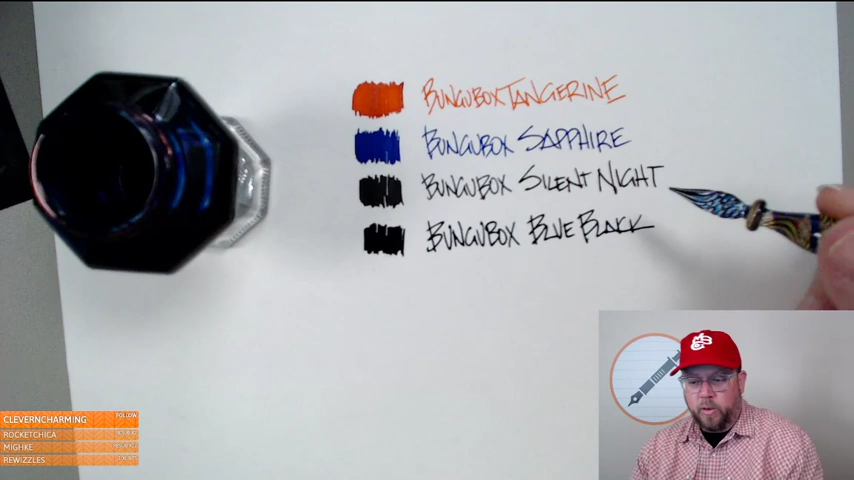 BUNGUBOX TANGERINE
BUNGUBOX SAPPHIRE
BUNGUBOX SILENT NIGHT
BUNGUBOX BLUE BLACK
CLEVERNCHARMING FOLLOW
ROCKETCHICA
MIGHKE
REWIZZLES